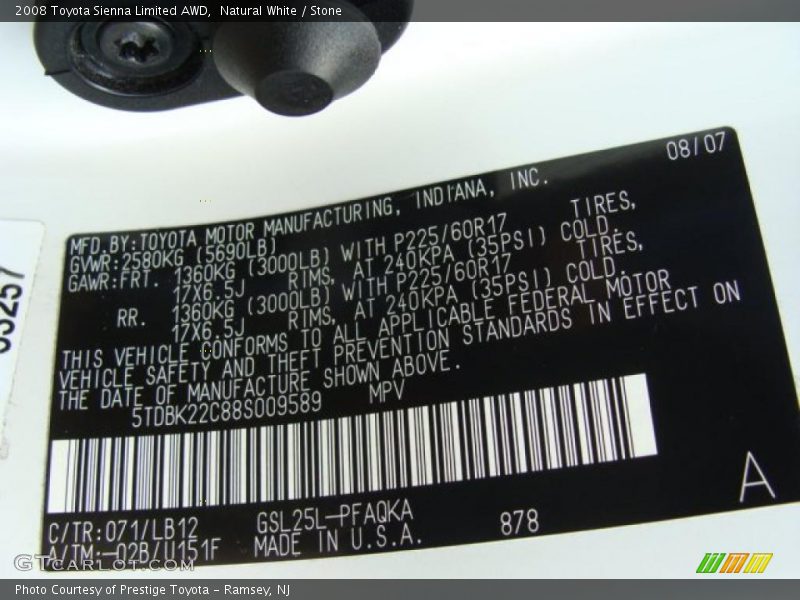 2008 Toyota Sienna Limited AWD,  Natural White / Stone
08/07
MFD.BY:TOYOTA MOTOR MANUFACTURING, INDIANA, INC.
GVWR:2580KG (5690LB)
GAWR:FRT. 1360KG (3000LB) WITH P225/60R17 TIRES,
17X6.5J RIMS, AT 240KPA (35PSI) COLD.
RR. 1360KG (3000LB) WITH P225/60R17 TIRES,
17X6.5J RIMS, AT 240KPA (35PSI) COLD.
THIS VEHICLE CONFORMS TO ALL APPLICABLE FEDERAL MOTOR
VEHICLE SAFETY AND THEFT PREVENTION STANDARDS IN EFFECT ON
THE DATE OF MANUFACTURE SHOWN ABOVE.
5TDBK22C88S009589 MPV
A
C/TR:071/LB12 GSL25L-PFAQKA 878
A/TM:-02B/U151F MADE IN U.S.A.
GTcarlot.com
Photo Courtesy of Prestige Toyota - Ramsey, NJ